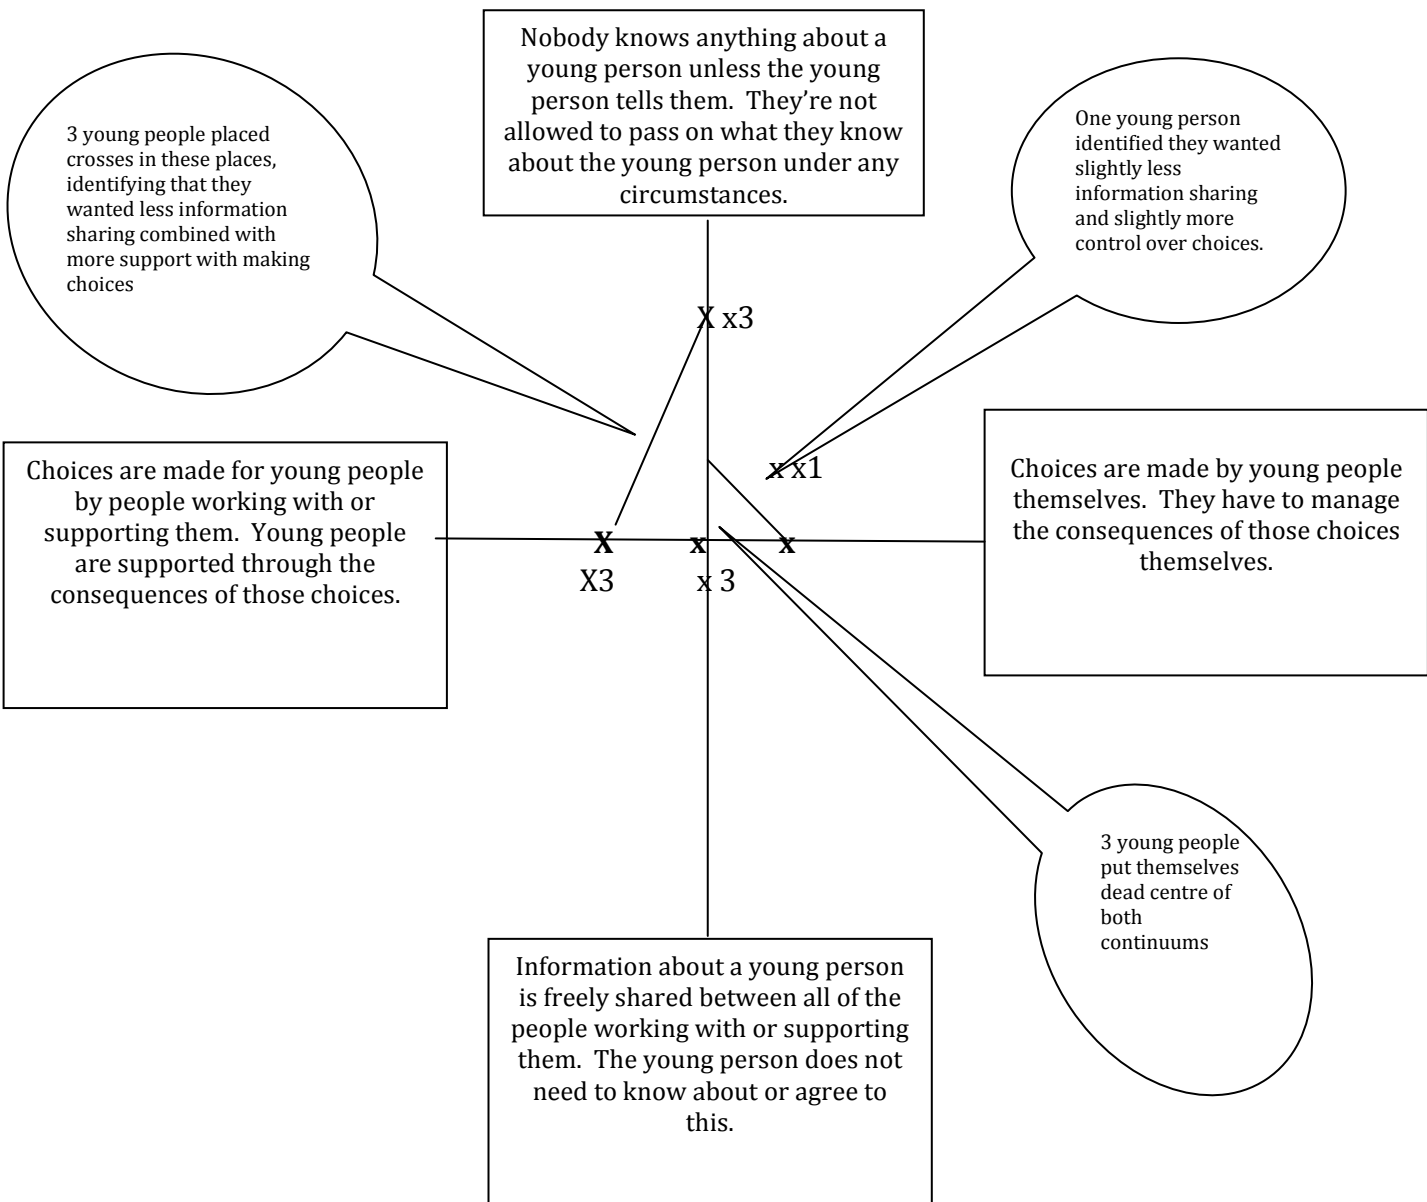 Nobody knows anything about a
young person unless the young
person tells them.  They're not
allowed to pass on what they know
about the young person under any
circumstances.
3 young people placed
crosses in these places,
identifying that they
wanted less information
sharing combined with
more support with making
choices
One young person
identified they wanted
slightly less
information sharing
and slightly more
control over choices.
X x3
x x1
Choices are made for young people
by people working with or
supporting them.  Young people
are supported through the
consequences of those choices.
X
x
x
X3
x 3
Choices are made by young people
themselves.  They have to manage
the consequences of those choices
themselves.
3 young people
put themselves
dead centre of
both
continuums
Information about a young person
is freely shared between all of the
people working with or supporting
them.  The young person does not
need to know about or agree to
this.